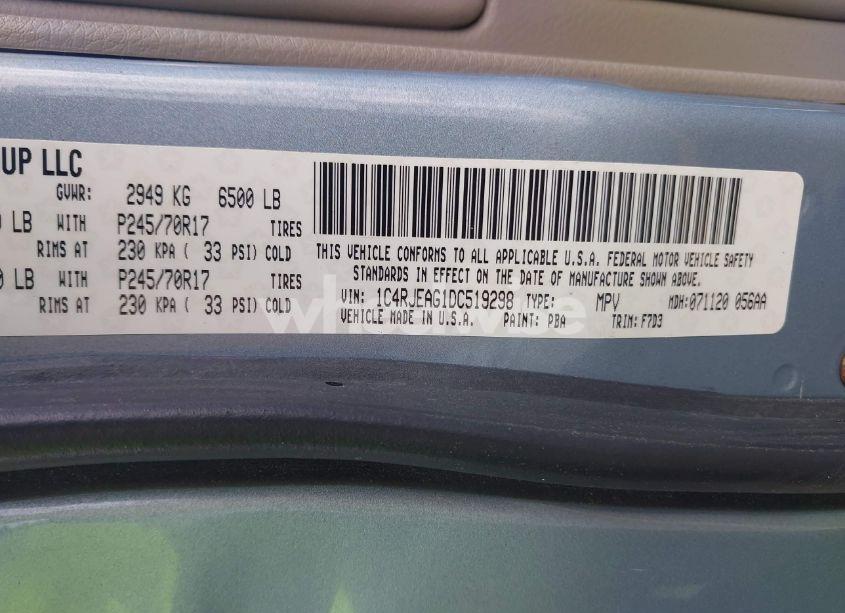 UP LLC
GVWR: 2949 KG 6500 LB
LB WITH P245/70R17 TIRES
RIMS AT 230 KPA ( 33 PSI) COLD
LB WITH P245/70R17 TIRES
RIMS AT 230 KPA ( 33 PSI) COLD
THIS VEHICLE CONFORMS TO ALL APPLICABLE U.S.A. FEDERAL MOTOR VEHICLE SAFETY
STANDARDS IN EFFECT ON THE DATE OF MANUFACTURE SHOWN ABOVE.
VIN: 1C4RJEAG1DC519298 TYPE: MPV MDH: 071120 056AA
VEHICLE MADE IN U.S.A. PAINT: PBA TRIM: F7D3